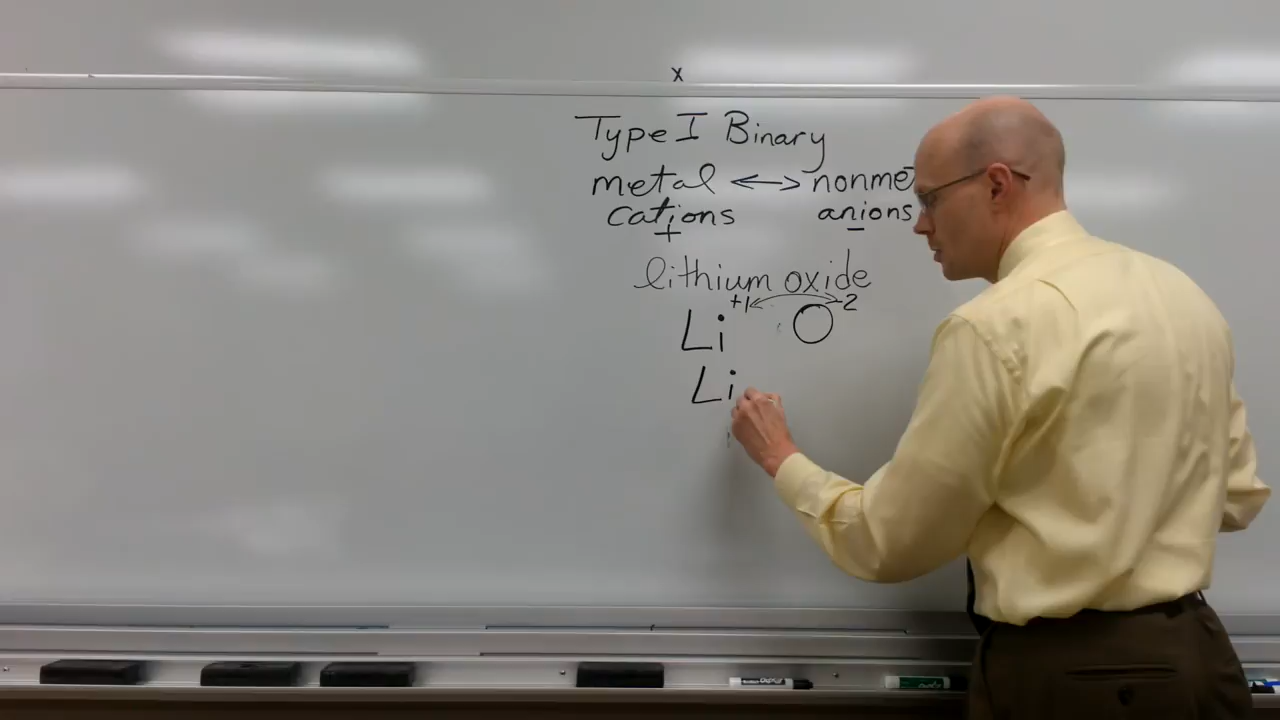 x
Type I Binary
metal ↔ nonme
cations anions
+ −
lithium oxide
Li +1 O −2
Li